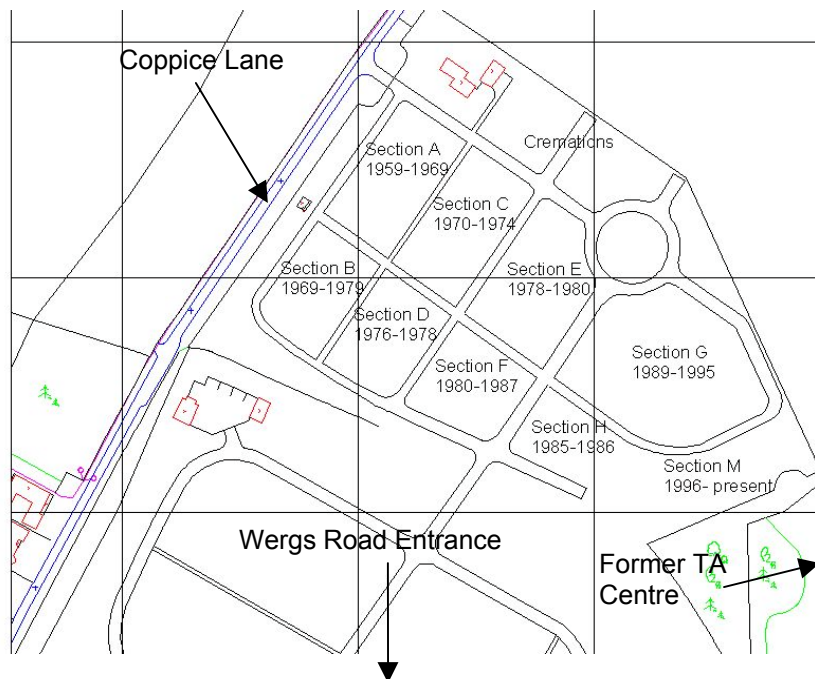 Coppice Lane
Cremations
Section A
1959-1969
Section C
1970-1974
Section B
1969-1979
Section E
1978-1980
Section D
1976-1978
Section G
1989-1995
Section F
1980-1987
Section H
1985-1986
Section M
1996- present
Wergs Road Entrance
Former TA
Centre